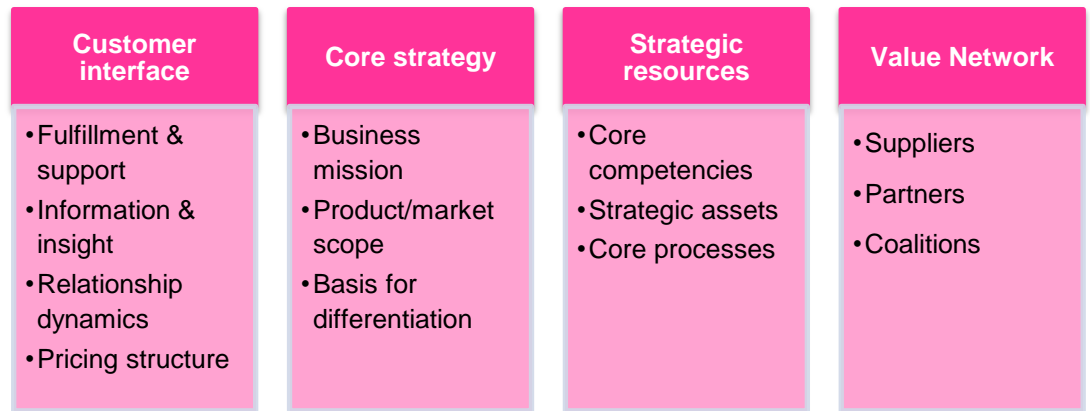 Customer
interface
•Fulfillment &
support
•Information &
insight
•Relationship
dynamics
•Pricing structure
Core strategy
•Business
mission
•Product/market
scope
•Basis for
differentiation
Strategic
resources
•Core
competencies
•Strategic assets
•Core processes
Value Network
•Suppliers
•Partners
•Coalitions